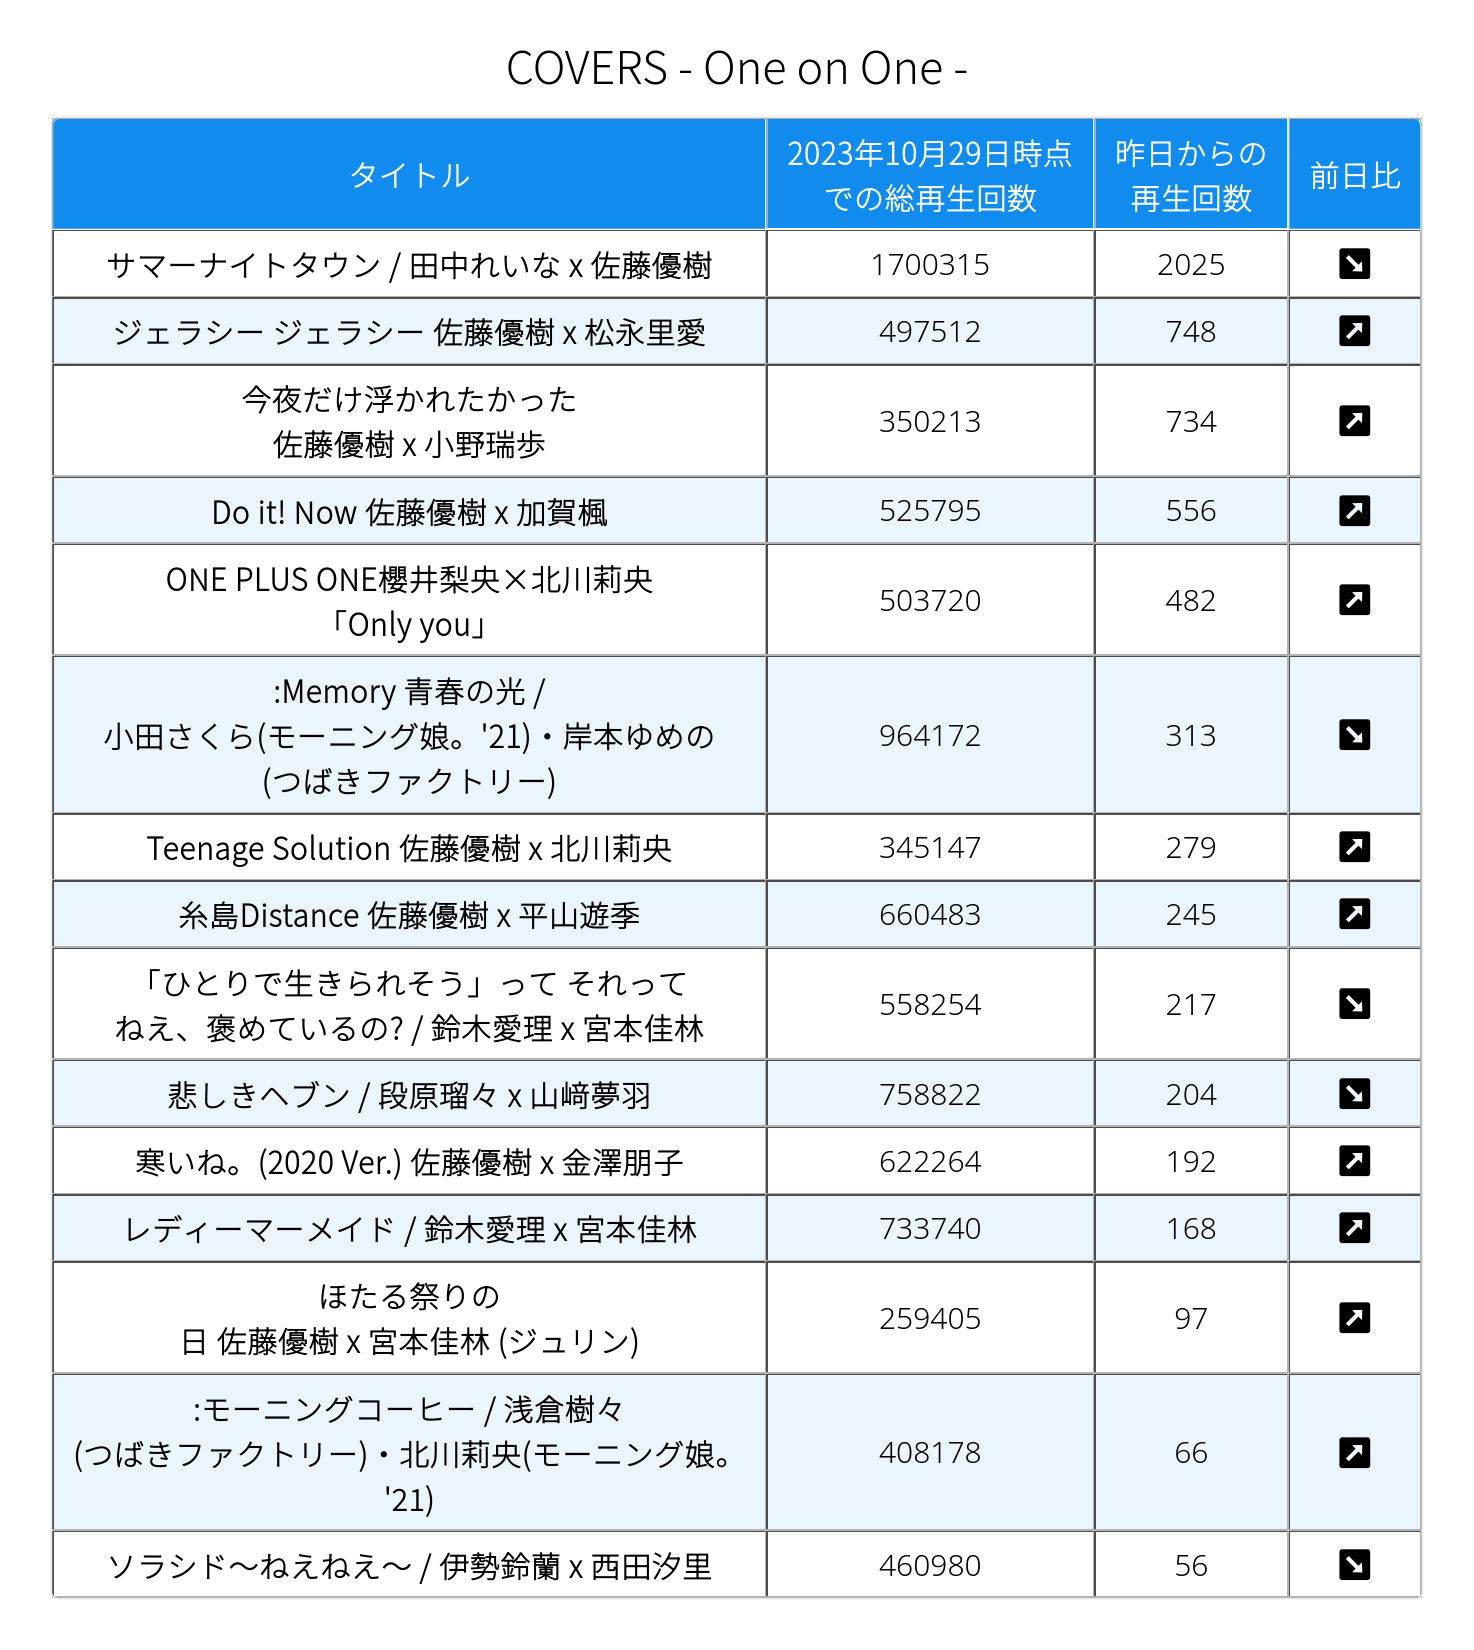 COVERS - One on One -
タイトル
2023年10月29日時点
での総再生回数
昨日からの
再生回数
前日比
サマーナイトタウン / 田中れいな x 佐藤優樹
1700315
2025
ジェラシー ジェラシー 佐藤優樹 x 松永里愛
497512
748
今夜だけ浮かれたかった
佐藤優樹 x 小野瑞歩
350213
734
Do it! Now 佐藤優樹 x 加賀楓
525795
556
ONE PLUS ONE櫻井梨央×北川莉央
「Only you」
503720
482
:Memory 青春の光 /
小田さくら(モーニング娘。'21)・岸本ゆめの
(つばきファクトリー)
964172
313
Teenage Solution 佐藤優樹 x 北川莉央
345147
279
糸島Distance 佐藤優樹 x 平山遊季
660483
245
「ひとりで生きられそう」って それって
ねえ、褒めているの? / 鈴木愛理 x 宮本佳林
558254
217
悲しきヘブン / 段原瑠々 x 山﨑夢羽
758822
204
寒いね。(2020 Ver.) 佐藤優樹 x 金澤朋子
622264
192
レディーマーメイド / 鈴木愛理 x 宮本佳林
733740
168
ほたる祭りの
日 佐藤優樹 x 宮本佳林 (ジュリン)
259405
97
:モーニングコーヒー / 浅倉樹々
(つばきファクトリー)・北川莉央(モーニング娘。
'21)
408178
66
ソラシド～ねえねえ～ / 伊勢鈴蘭 x 西田汐里
460980
56